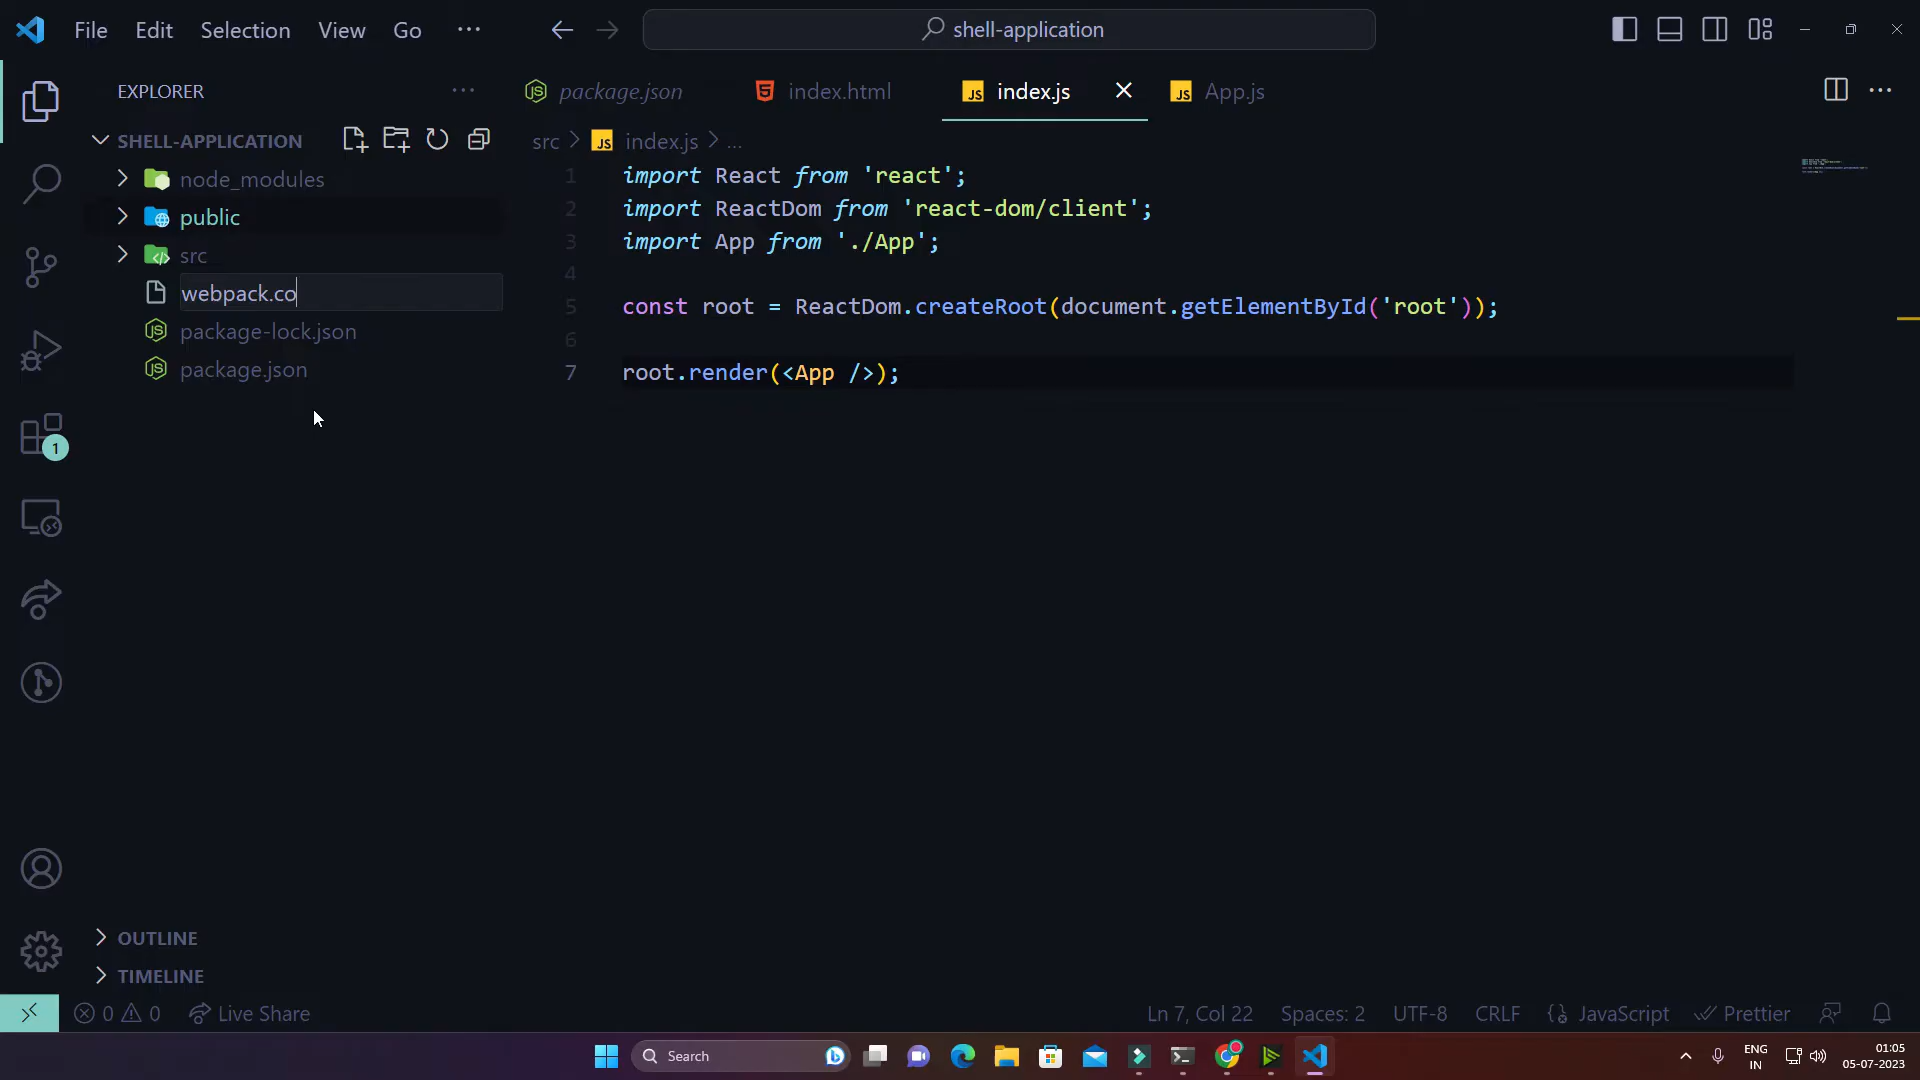 File Edit Selection View Go ···
shell-application
EXPLORER
SHELL-APPLICATION
node_modules
public
src
webpack.co
package-lock.json
package.json
package.json
index.html
index.js
App.js
src > index.js > ...
1 import React from 'react';
2 import ReactDom from 'react-dom/client';
3 import App from './App';
4
5 const root = ReactDom.createRoot(document.getElementById('root'));
6
7 root.render(<App />);
1
OUTLINE
TIMELINE
0 0 Live Share
Ln 7, Col 22 Spaces: 2 UTF-8 CRLF JavaScript Prettier
Search
ENG
IN
01:05
05-07-2023